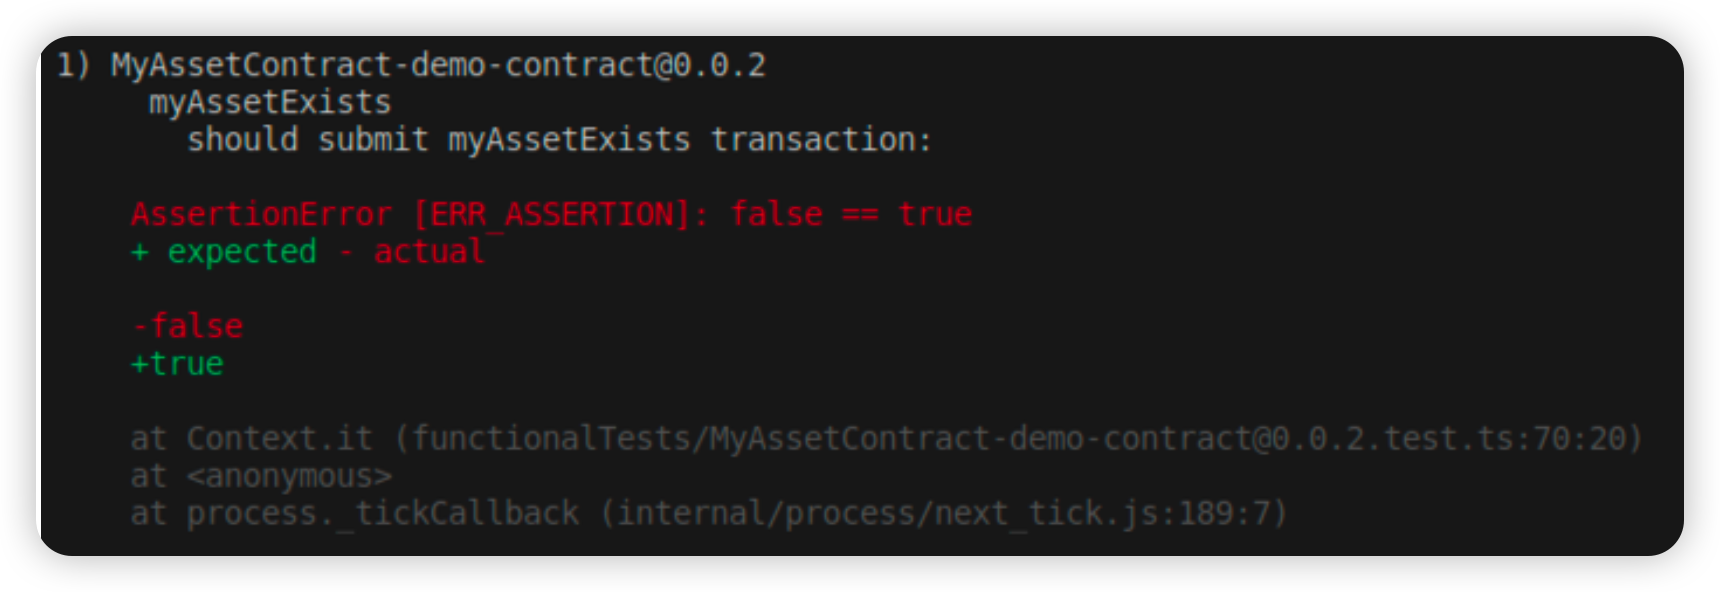 1) MyAssetContract-demo-contract@0.0.2
myAssetExists
should submit myAssetExists transaction:
AssertionError [ERR_ASSERTION]: false == true
+ expected - actual
-false
+true
at Context.it (functionalTests/MyAssetContract-demo-contract@0.0.2.test.ts:70:20)
at <anonymous>
at process._tickCallback (internal/process/next_tick.js:189:7)